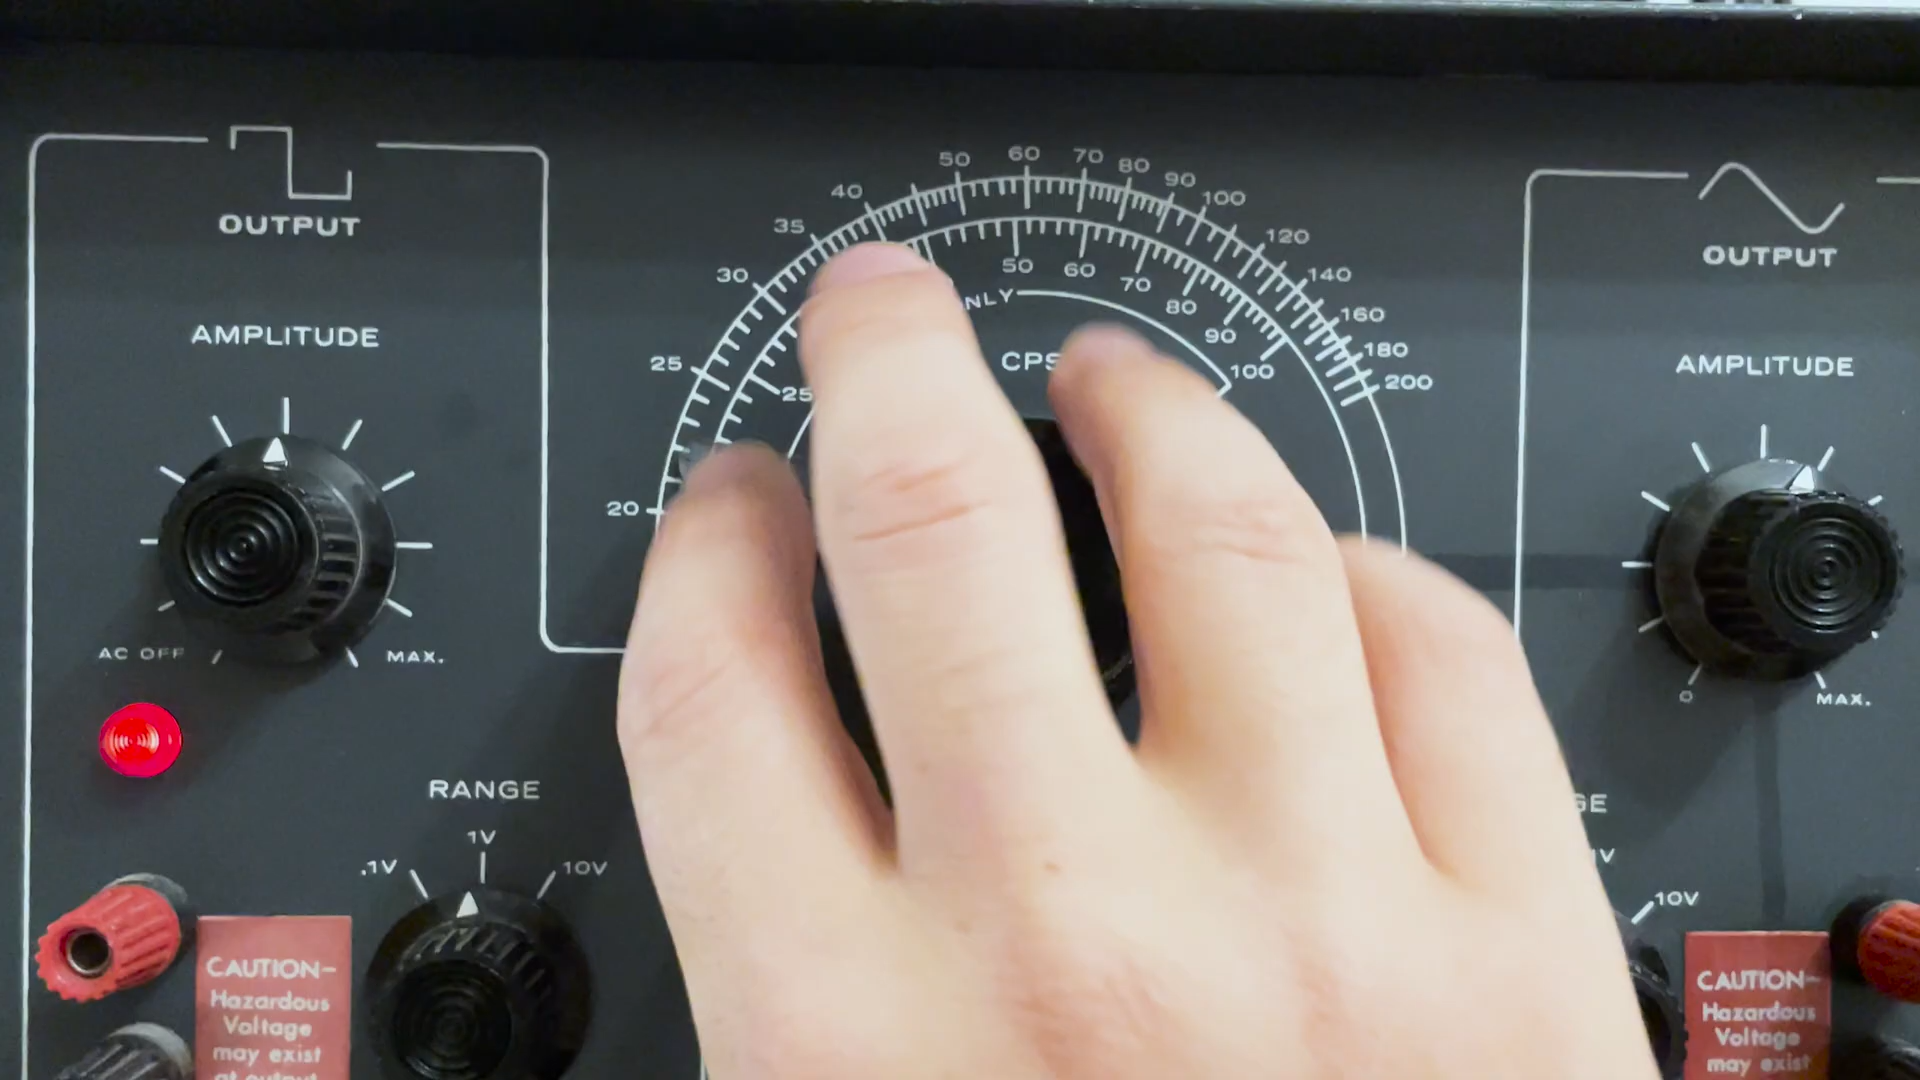 OUTPUT
AMPLITUDE
AC OFF
MAX.
RANGE
.1V
1V
10V
CAUTION-
Hazardous
Voltage
may exist
at output
20
25
30
35
40
50
60
70
80
90
100
120
140
160
180
200
25
50
60
70
80
90
100
CPS
OUTPUT
AMPLITUDE
0
MAX.
10V
CAUTION-
Hazardous
Voltage
may exist